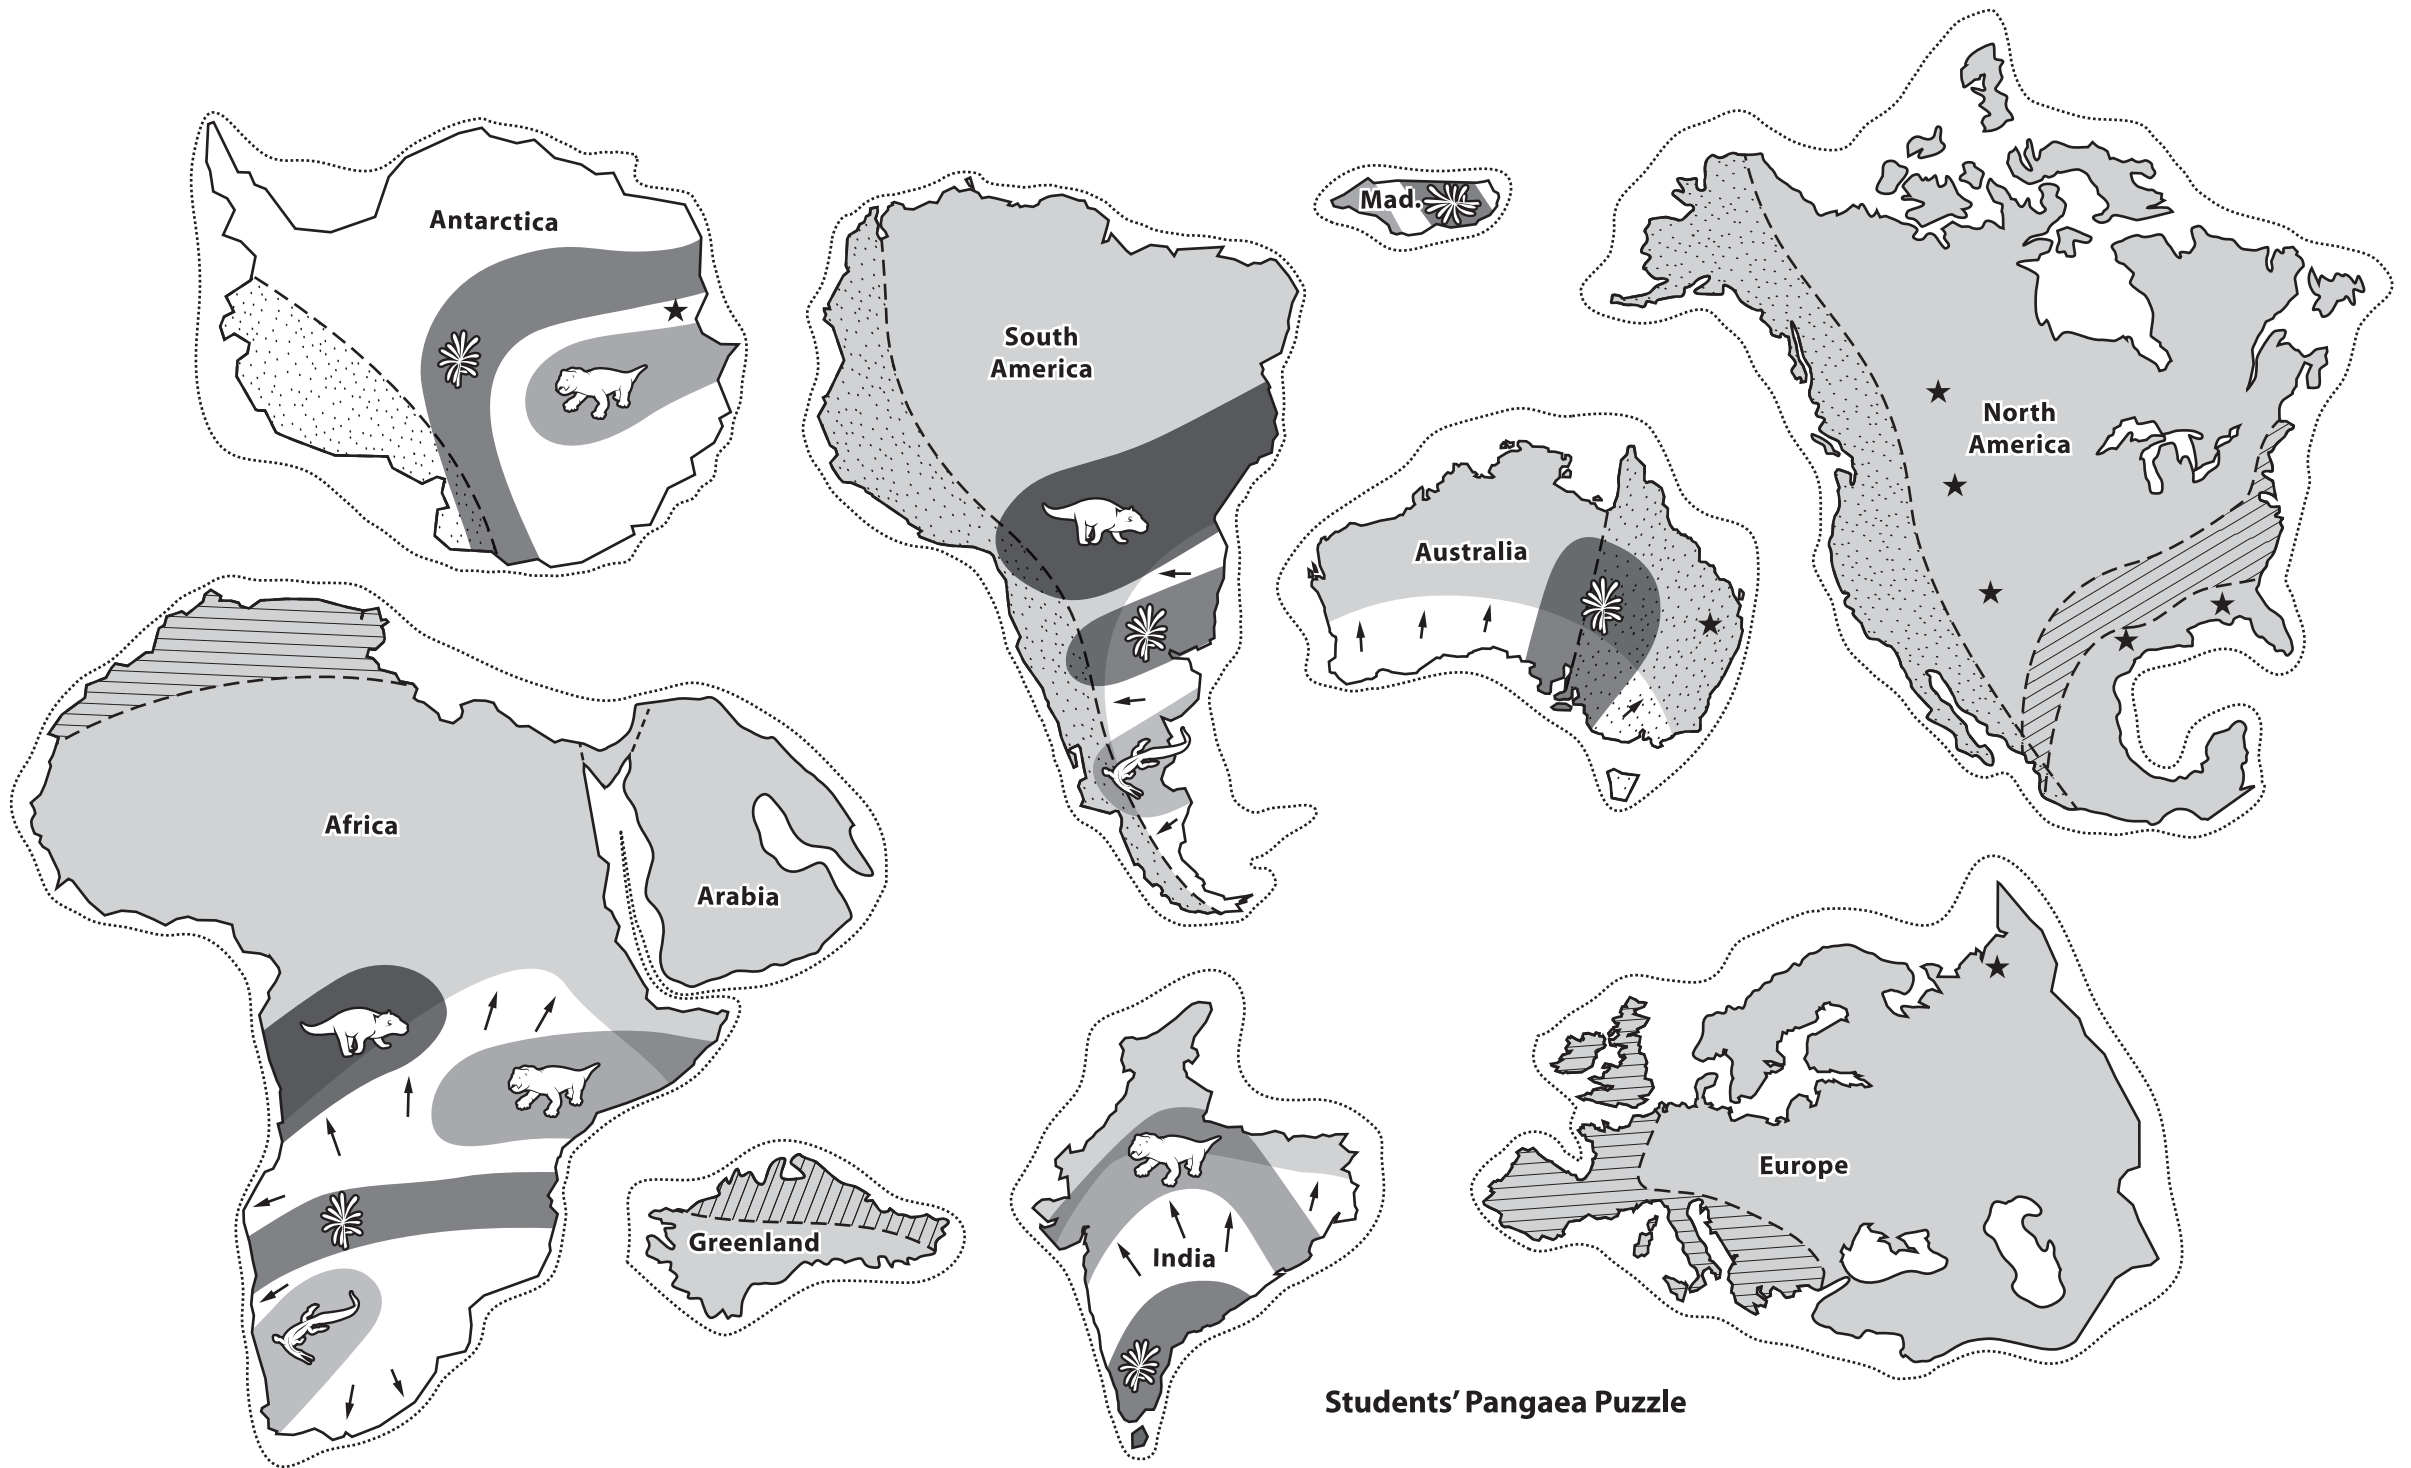 Antarctica
Mad.
South
America
North
America
Australia
Africa
Arabia
Europe
Greenland
India
Students’ Pangaea Puzzle